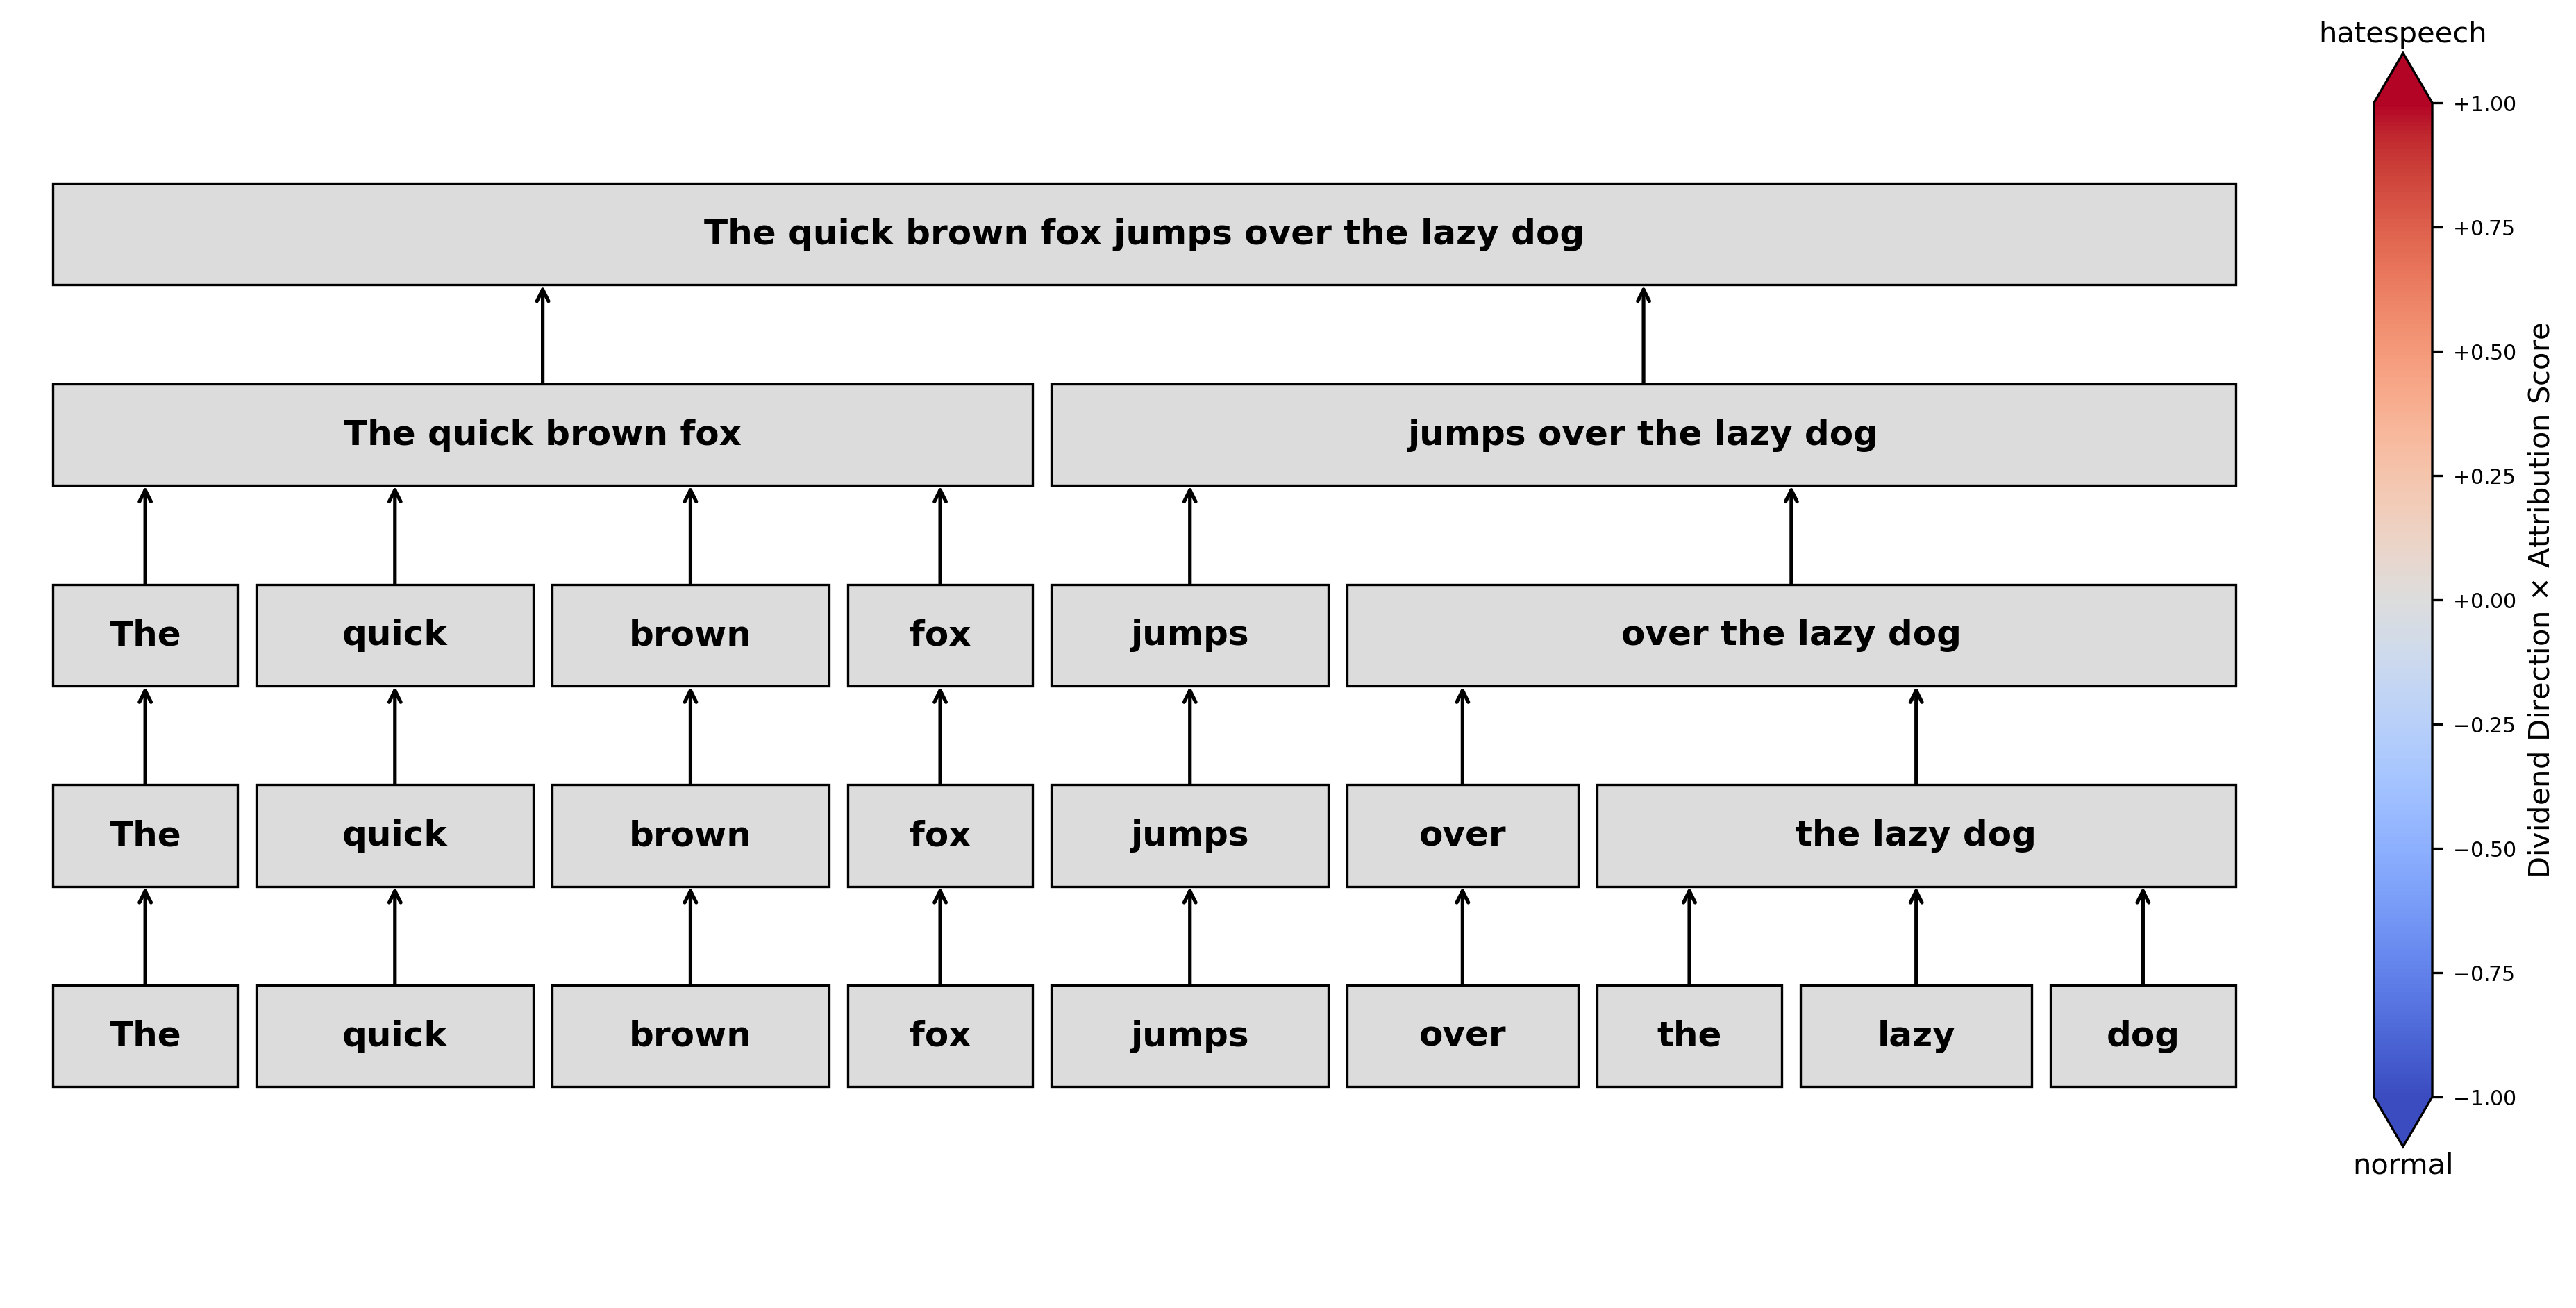 hatespeech
The quick brown fox jumps over the lazy dog
The quick brown fox jumps over the lazy dog
The quick brown fox jumps over the lazy dog
The quick brown fox jumps over the lazy dog
The quick brown fox jumps over the lazy dog
+1.00
+0.75
+0.50
+0.25
+0.00
−0.25
−0.50
−0.75
−1.00
Dividend Direction × Attribution Score
normal